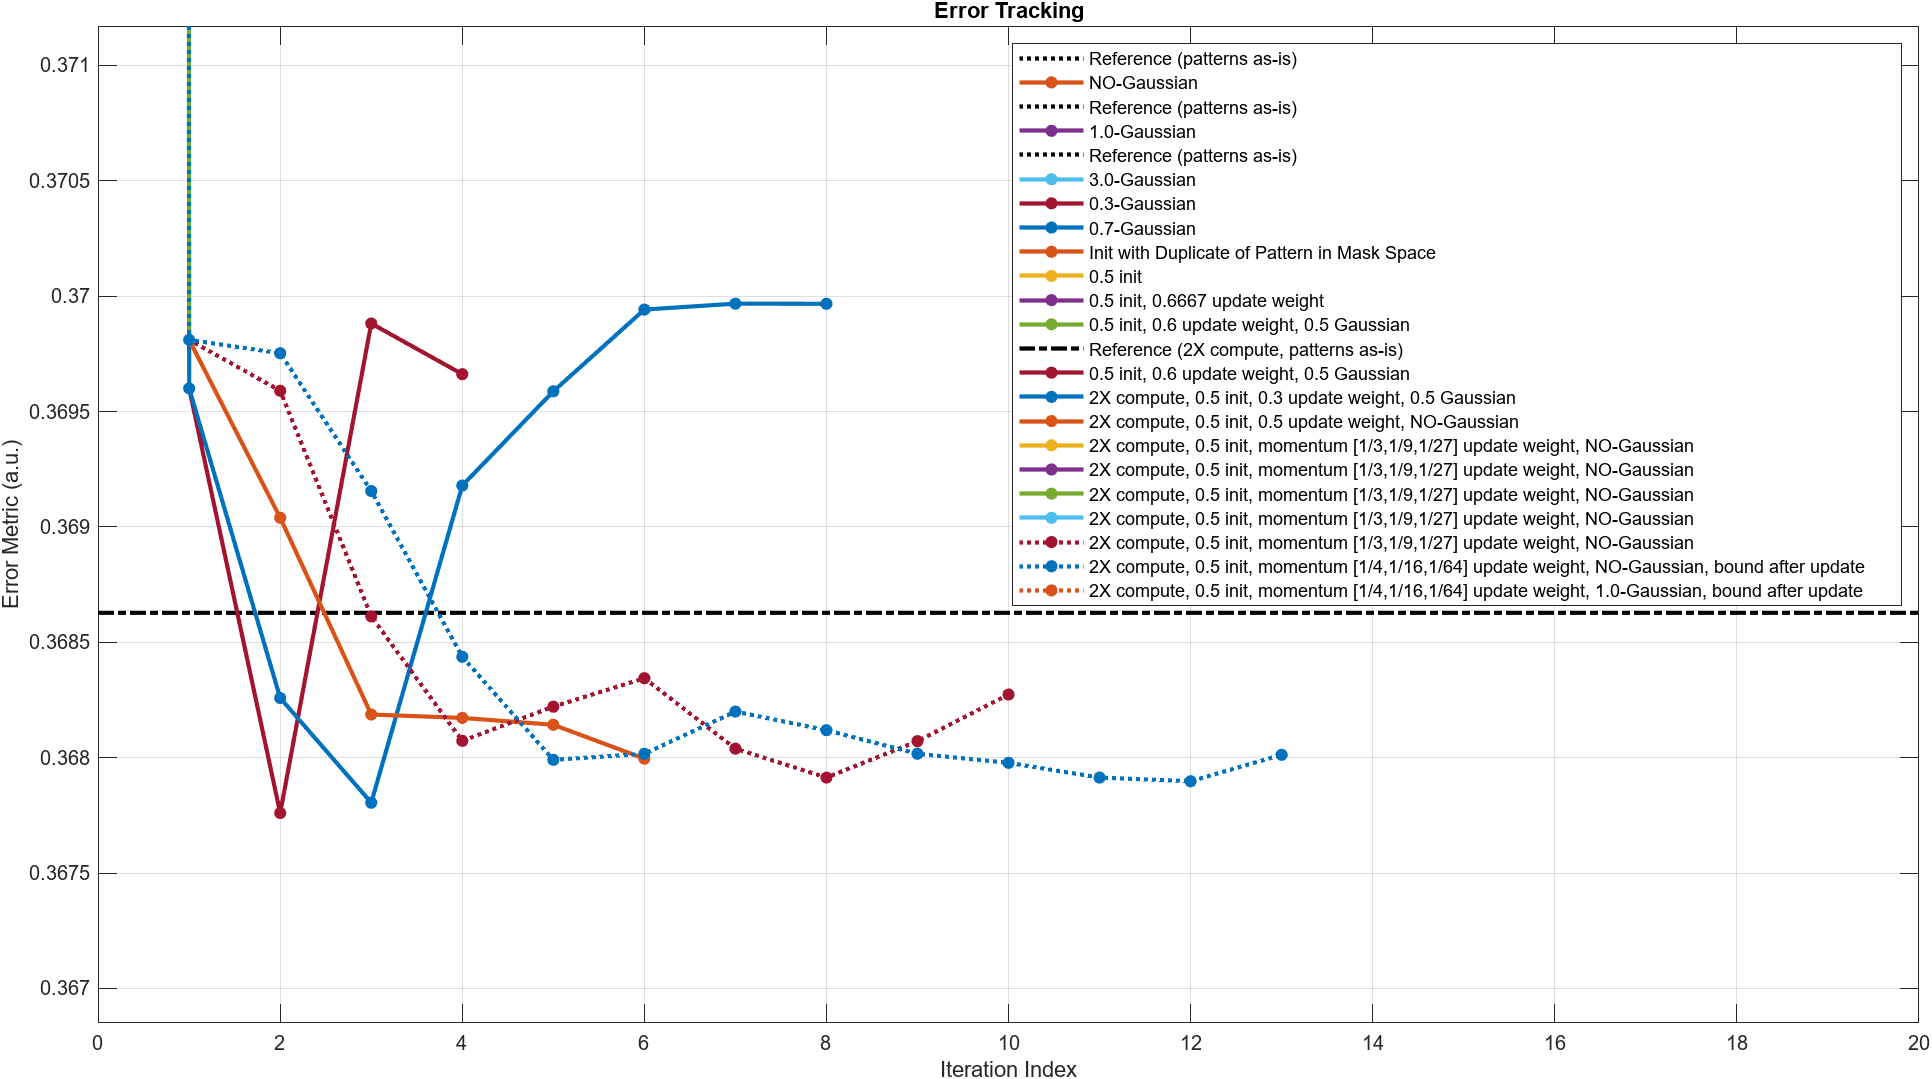 Error Tracking
Error Metric (a.u.)
0.371
0.3705
0.37
0.3695
0.369
0.3685
0.368
0.3675
0.367
Reference (patterns as-is)
NO-Gaussian
Reference (patterns as-is)
1.0-Gaussian
Reference (patterns as-is)
3.0-Gaussian
0.3-Gaussian
0.7-Gaussian
Init with Duplicate of Pattern in Mask Space
0.5 init
0.5 init, 0.6667 update weight
0.5 init, 0.6 update weight, 0.5 Gaussian
Reference (2X compute, patterns as-is)
0.5 init, 0.6 update weight, 0.5 Gaussian
2X compute, 0.5 init, 0.3 update weight, 0.5 Gaussian
2X compute, 0.5 init, 0.5 update weight, NO-Gaussian
2X compute, 0.5 init, momentum [1/3,1/9,1/27] update weight, NO-Gaussian
2X compute, 0.5 init, momentum [1/3,1/9,1/27] update weight, NO-Gaussian
2X compute, 0.5 init, momentum [1/3,1/9,1/27] update weight, NO-Gaussian
2X compute, 0.5 init, momentum [1/3,1/9,1/27] update weight, NO-Gaussian
2X compute, 0.5 init, momentum [1/3,1/9,1/27] update weight, NO-Gaussian
2X compute, 0.5 init, momentum [1/4,1/16,1/64] update weight, NO-Gaussian, bound after update
2X compute, 0.5 init, momentum [1/4,1/16,1/64] update weight, 1.0-Gaussian, bound after update
0 2 4 6 8 10 12 14 16 18 20
Iteration Index